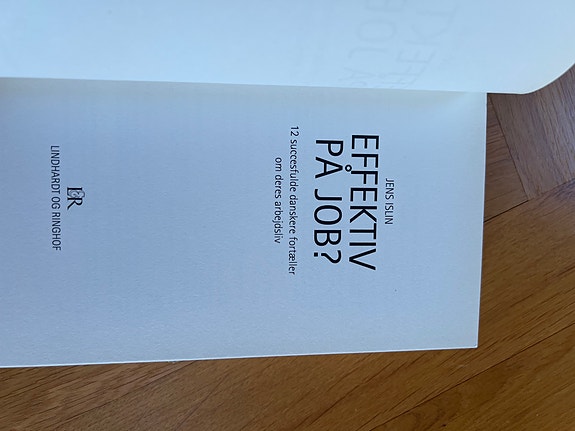 JENS ISLIN
EFFEKTIV
PÅ JOB?
12 succesfulde danskere fortæller
om deres arbejdsliv
L&R
LINDHARDT OG RINGHOF